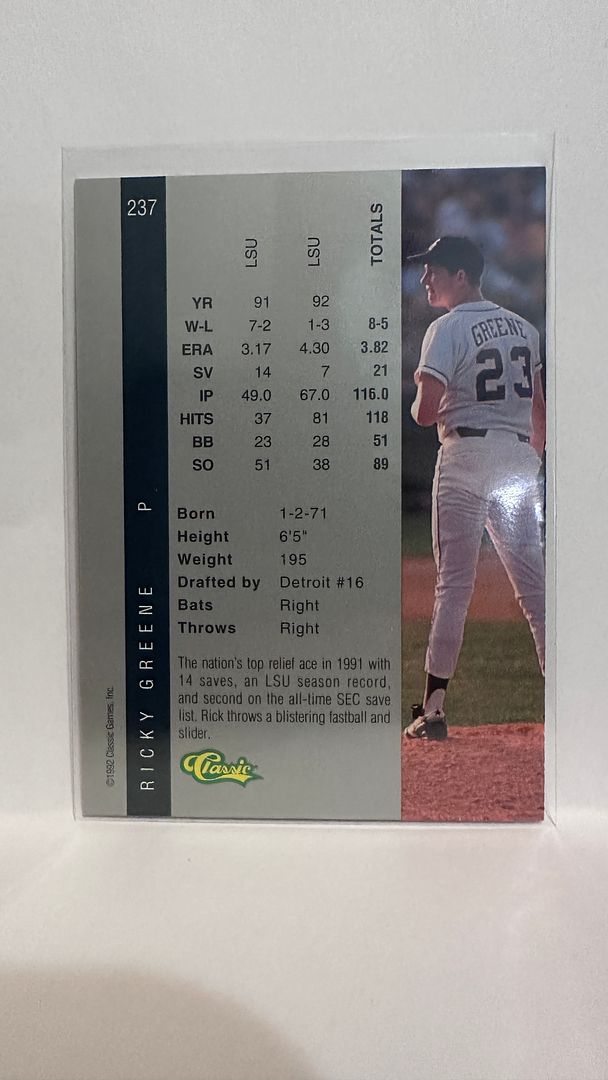 237
LSU LSU TOTALS
YR 91 92
W-L 7-2 1-3 8-5
ERA 3.17 4.30 3.82
SV 14 7 21
IP 49.0 67.0 116.0
HITS 37 81 118
BB 23 28 51
SO 51 38 89
Born 1-2-71
Height 6'5"
Weight 195
Drafted by Detroit #16
Bats Right
Throws Right
The nation's top relief ace in 1991 with
14 saves, an LSU season record,
and second on the all-time SEC save
list. Rick throws a blistering fastball and
slider.
Classic
RICKY GREENE P
©1992 Classic Games, Inc.
GREENE
23